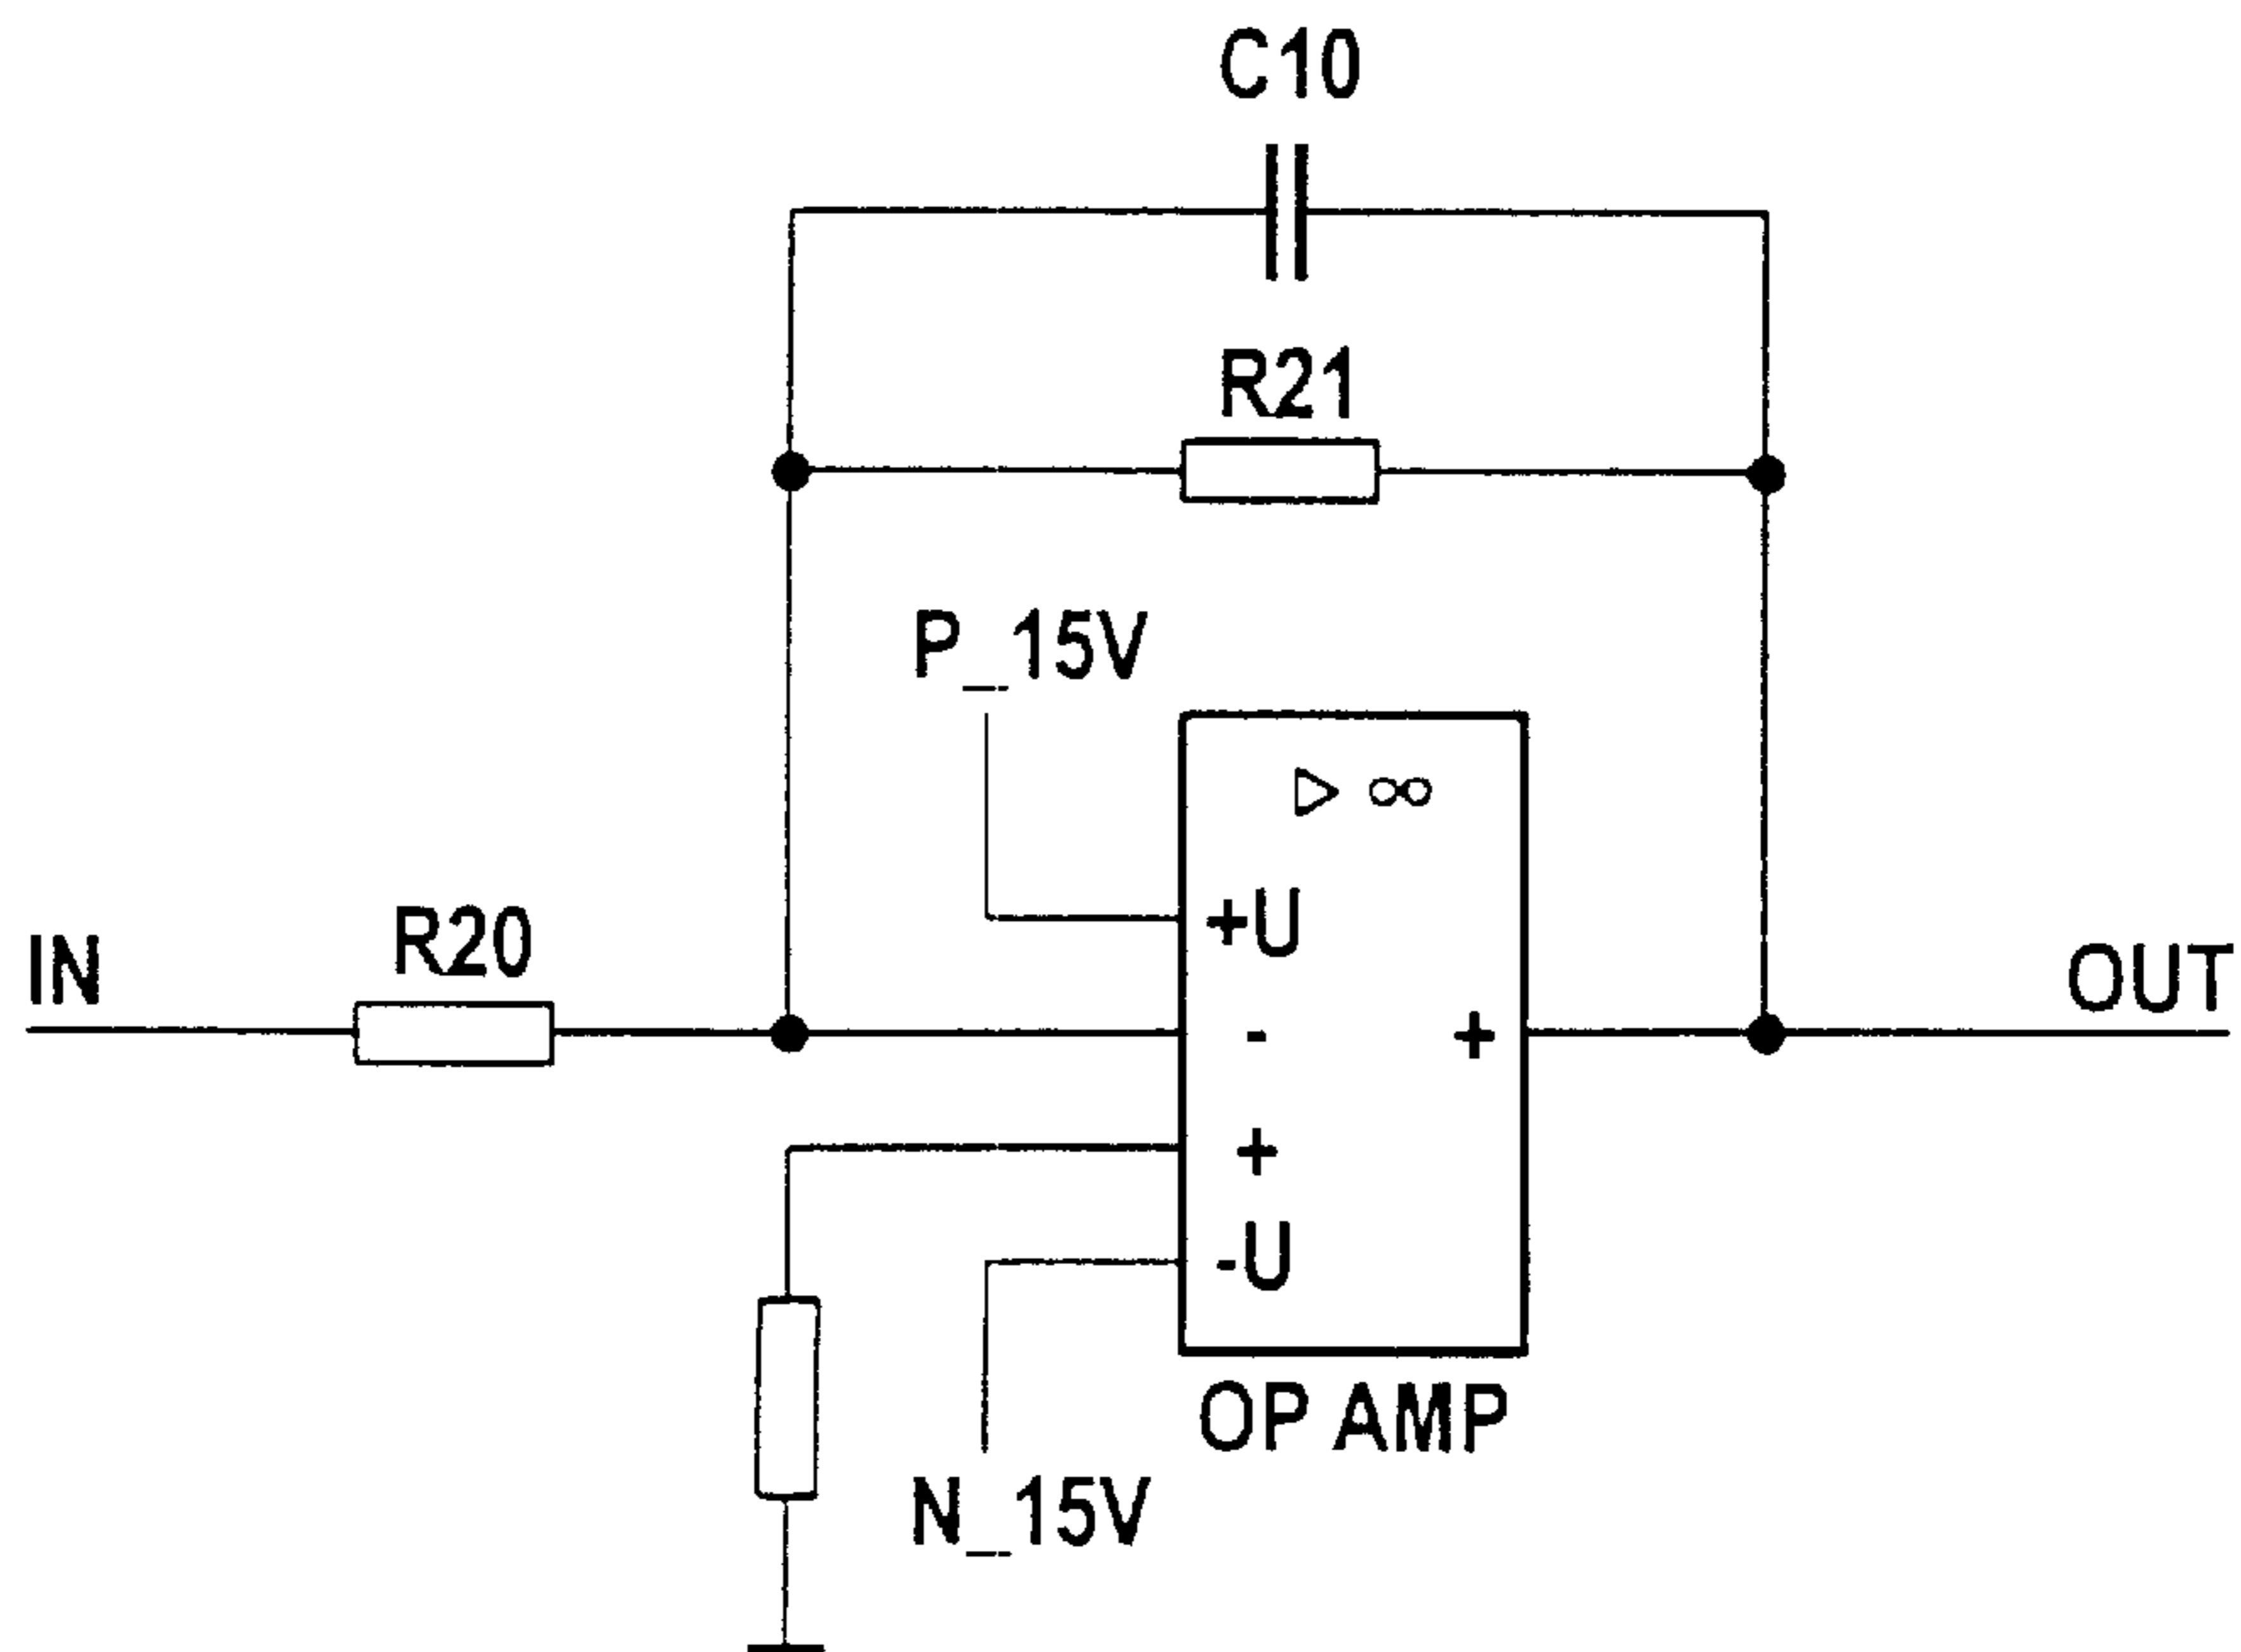 C10
R21
P_15V
▷ ∞
+U
IN
R20
OUT
-
+
+
-U
OP AMP
N_15V